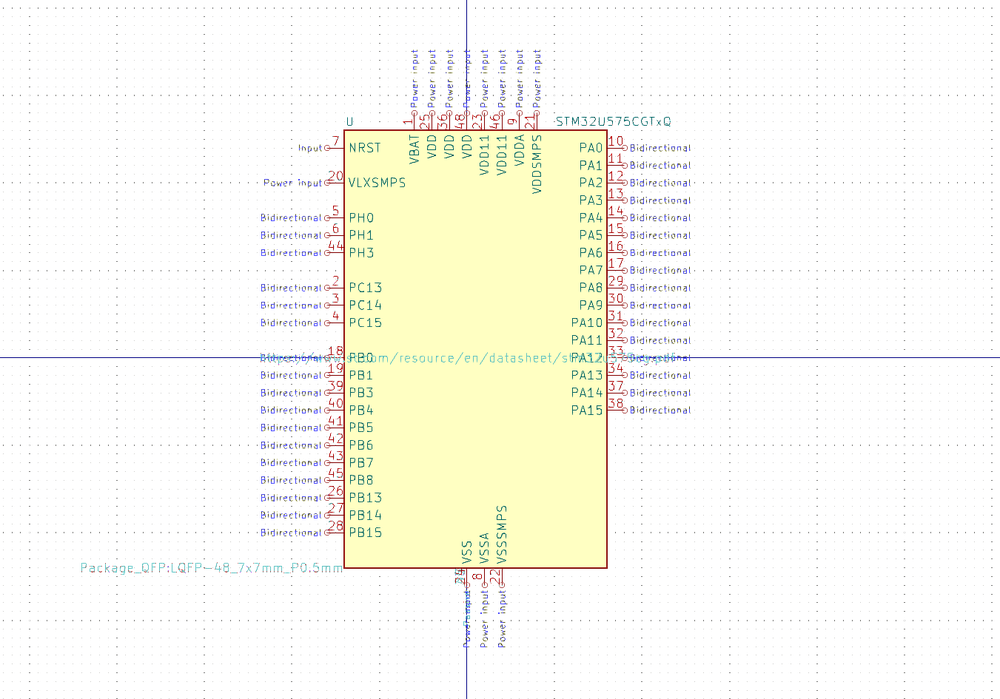 Power input Power input Power input Power input Power input Power input Power input Power input
1 25 36 48 23 46 9 21
U STM32U575CGTxQ
VBAT VDD VDD VDD VDD11 VDD11 VDDA VDDSMPS
Input 7 NRST PA0 10 Bidirectional
PA1 11 Bidirectional
Power input 20 VLXSMPS PA2 12 Bidirectional
PA3 13 Bidirectional
Bidirectional 5 PH0 PA4 14 Bidirectional
Bidirectional 6 PH1 PA5 15 Bidirectional
Bidirectional 44 PH3 PA6 16 Bidirectional
PA7 17 Bidirectional
Bidirectional 2 PC13 PA8 29 Bidirectional
Bidirectional 3 PC14 PA9 30 Bidirectional
Bidirectional 4 PC15 PA10 31 Bidirectional
PA11 32 Bidirectional
Bidirectional 18 PB0 PA12 33 Bidirectional
Bidirectional 19 PB1 PA13 34 Bidirectional
Bidirectional 39 PB3 PA14 37 Bidirectional
Bidirectional 40 PB4 PA15 38 Bidirectional
Bidirectional 41 PB5
Bidirectional 42 PB6
Bidirectional 43 PB7
Bidirectional 45 PB8
Bidirectional 26 PB13
Bidirectional 27 PB14
Bidirectional 28 PB15
VSS VSSA VSSSMPS
Package_QFP:LQFP-48_7x7mm_P0.5mm
8 22
Power input Power input Power input